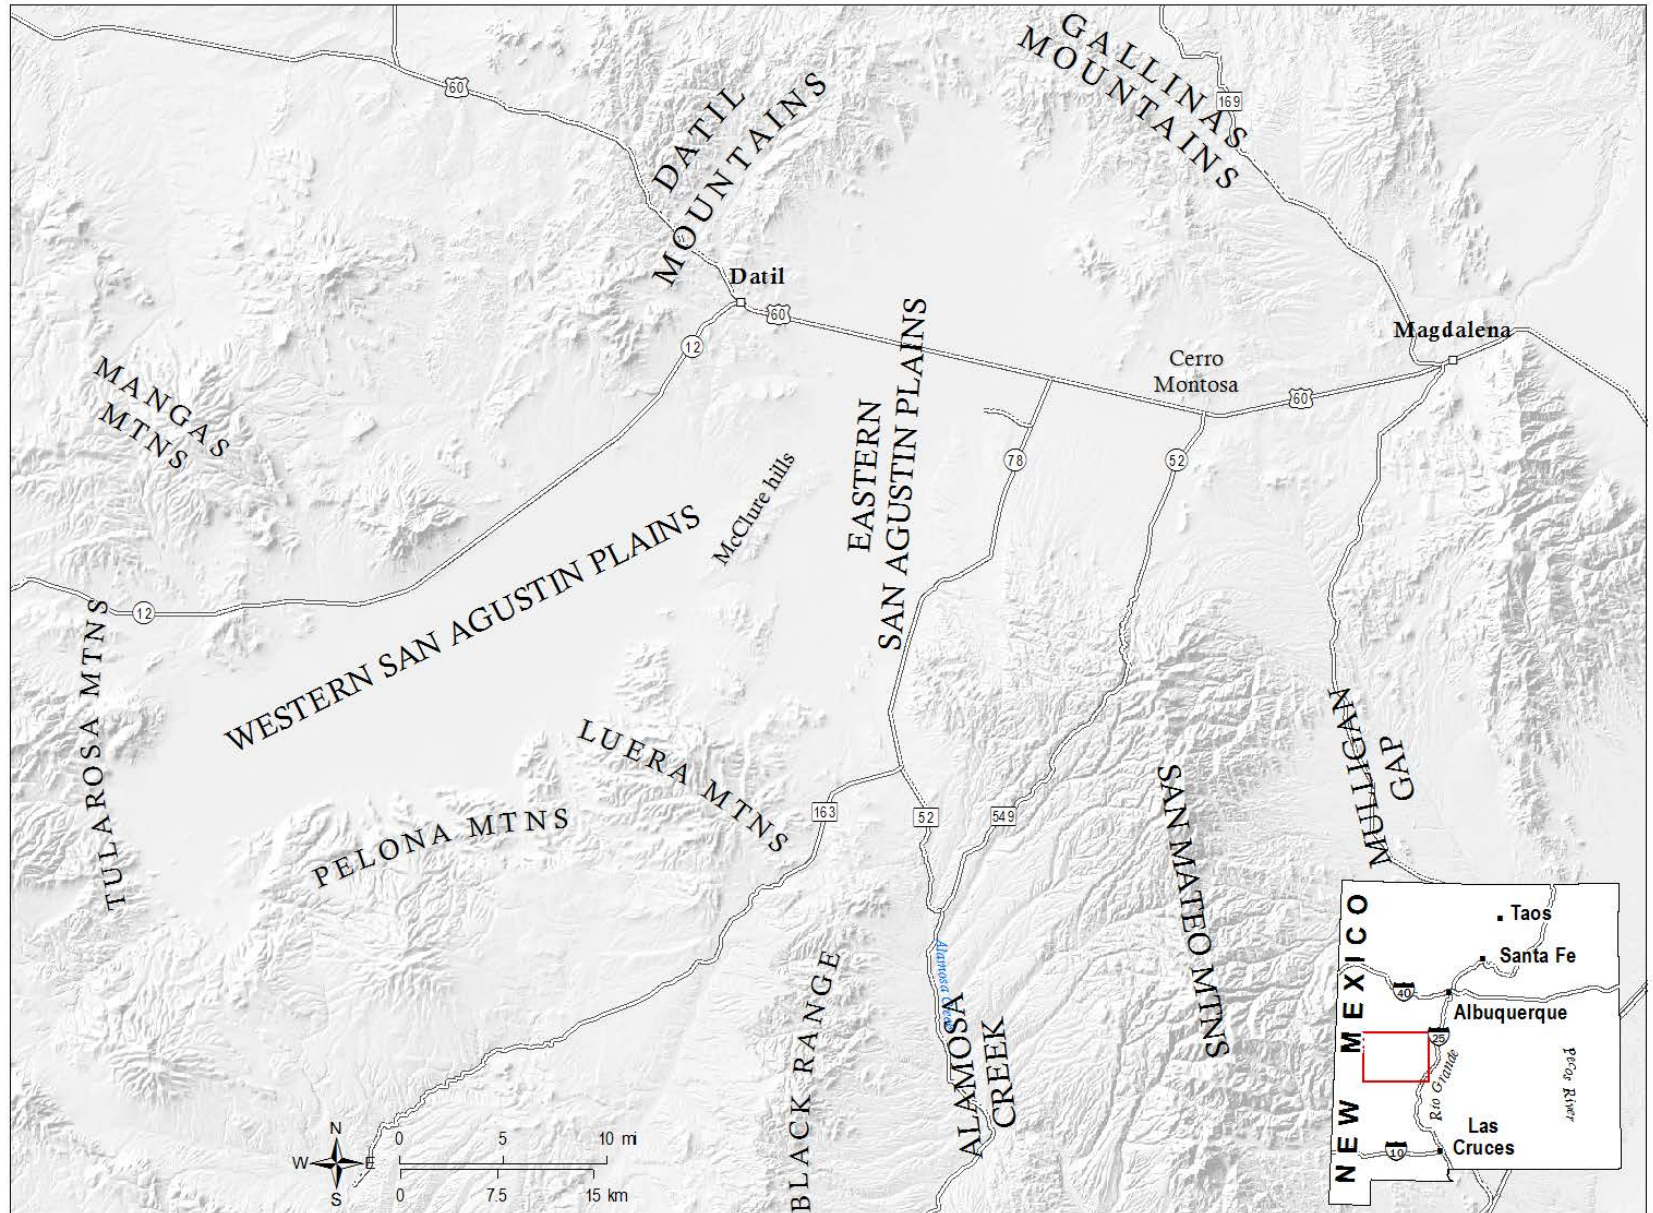 GALLINAS
MOUNTAINS
60
169
DATIL
MOUNTAINS
Datil
60
12
Magdalena
Cerro
Montosa
60
MANGAS
MTNS
EASTERN
SAN AGUSTIN PLAINS
78
52
McClure hills
WESTERN SAN AGUSTIN PLAINS
12
TULAROSA MTNS
LUERA MTNS
PELONA MTNS
163
52
549
SAN MATEO MTNS
MULLIGAN
GAP
BLACK RANGE
Alamosa Creek
ALAMOSA
CREEK
N
W E
S
0 5 10 mi
0 7.5 15 km
NEW MEXICO
Taos
Santa Fe
40
Albuquerque
25
Rio Grande
Pecos River
Las
Cruces
10